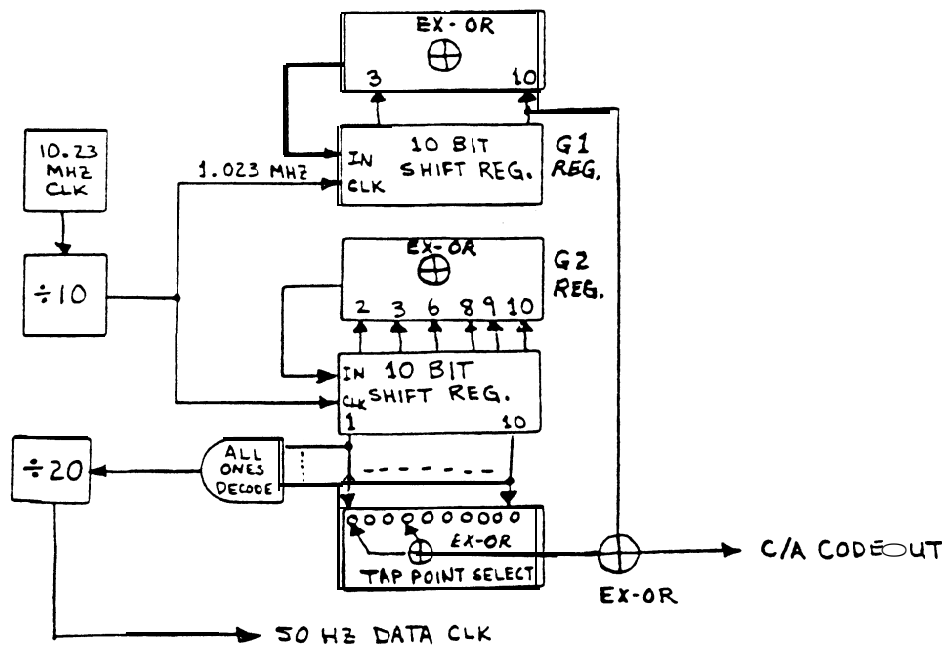 EX-OR
3 10
10.23
MHZ
CLK
1.023 MHZ
IN
CLK
10 BIT
SHIFT REG.
G1
REG.
÷10
EX-OR
2 3 6 8 9 10
G2
REG.
IN
CLK
10 BIT
SHIFT REG.
1 10
÷20
ALL
ONES
DECODE
EX-OR
TAP POINT SELECT
EX-OR
C/A CODE OUT
50 HZ DATA CLK